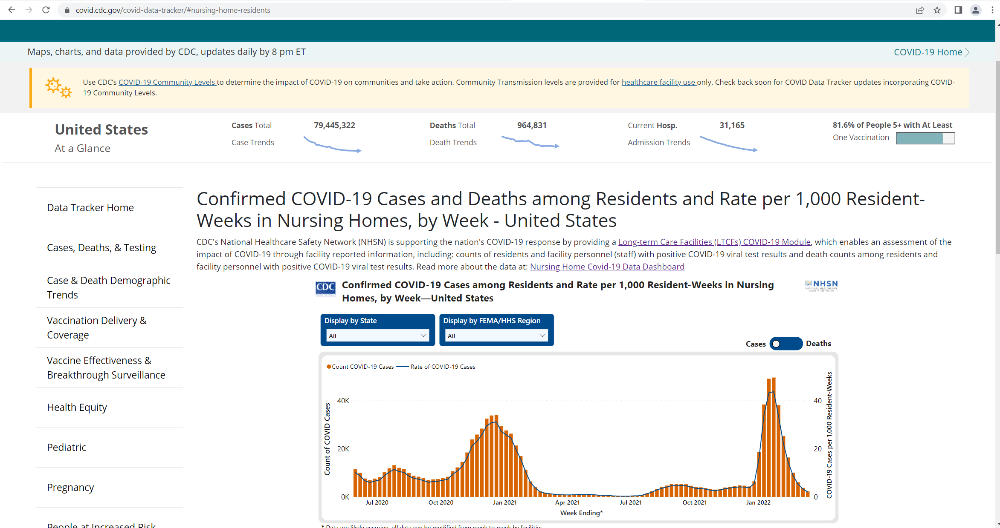 covid.cdc.gov/covid-data-tracker/#nursing-home-residents
Maps, charts, and data provided by CDC, updates daily by 8 pm ET
COVID-19 Home
Use CDC's COVID-19 Community Levels to determine the impact of COVID-19 on communities and take action. Community Transmission levels are provided for healthcare facility use only. Check back soon for COVID Data Tracker updates incorporating COVID-
19 Community Levels.
United States
At a Glance
Cases Total 79,445,322
Case Trends
Deaths Total 964,831
Death Trends
Current Hosp. 31,165
Admission Trends
81.6% of People 5+ with At Least
One Vaccination
Data Tracker Home
Cases, Deaths, & Testing
Case & Death Demographic
Trends
Vaccination Delivery &
Coverage
Vaccine Effectiveness &
Breakthrough Surveillance
Health Equity
Pediatric
Pregnancy
People at Increased Risk
Confirmed COVID-19 Cases and Deaths among Residents and Rate per 1,000 Resident-
Weeks in Nursing Homes, by Week - United States
CDC's National Healthcare Safety Network (NHSN) is supporting the nation's COVID-19 response by providing a Long-term Care Facilities (LTCFs) COVID-19 Module, which enables an assessment of the
impact of COVID-19 through facility reported information, including: counts of residents and facility personnel (staff) with positive COVID-19 viral test results and death counts among residents and
facility personnel with positive COVID-19 viral test results. Read more about the data at: Nursing Home Covid-19 Data Dashboard
CDC
Confirmed COVID-19 Cases among Residents and Rate per 1,000 Resident-Weeks in Nursing
Homes, by Week—United States
NHSN
NATIONAL HEALTHCARE
SAFETY NETWORK
Display by State
All
Display by FEMA/HHS Region
All
Cases Deaths
Count COVID-19 Cases Rate of COVID-19 Cases
Count of COVID Cases
40K
20K
0K
40
20
0
COVID-19 Cases per 1,000 Resident-Weeks
Jul 2020 Oct 2020 Jan 2021 Apr 2021 Jul 2021 Oct 2021 Jan 2022
Week Ending*
* Data are likely accruing, all data can be modified from week-to-week by facilities